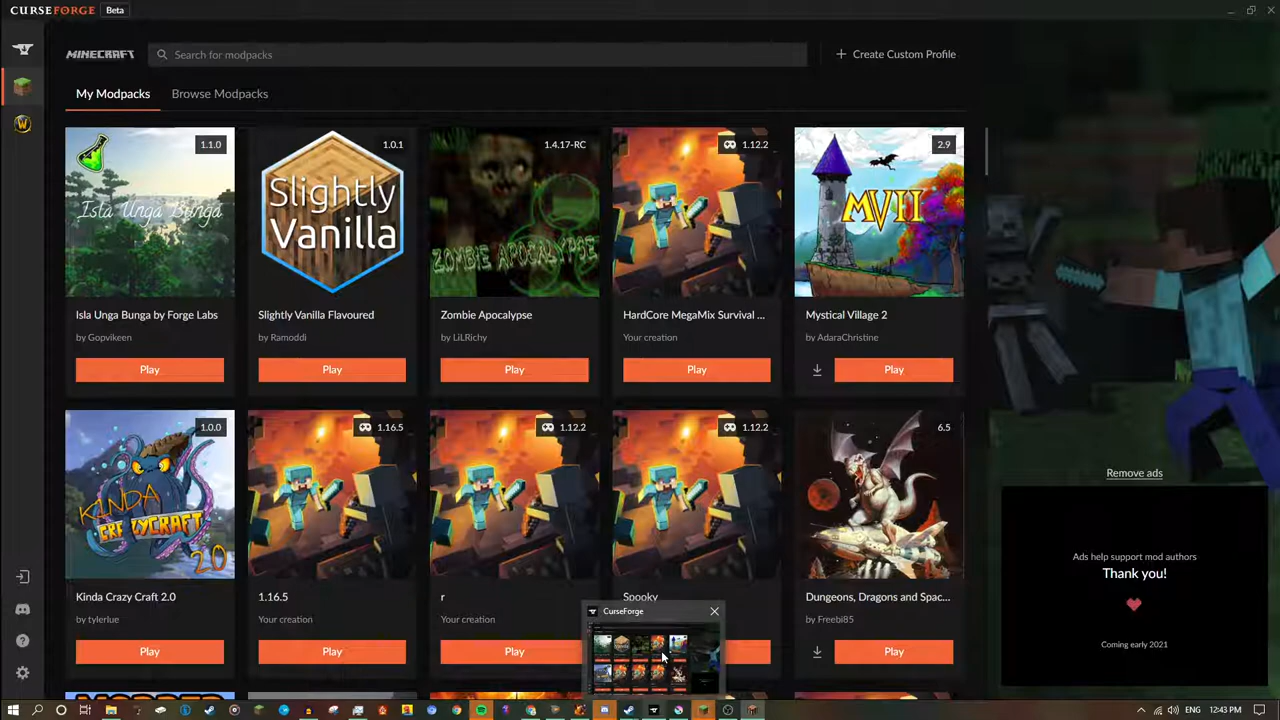 CURSEFORGE Beta
MINECRAFT Search for modpacks + Create Custom Profile
My Modpacks Browse Modpacks
1.1.0 1.0.1 1.4.17-RC 1.12.2 2.9
Isla Unga Bunga
Slightly
Vanilla
ZOMBIE APOCALYPSE
MVII
Isla Unga Bunga by Forge Labs Slightly Vanilla Flavoured Zombie Apocalypse HardCore MegaMix Survival ... Mystical Village 2
by Gopvikeen by Ramoddi by LiLRichy Your creation by AdaraChristine
Play Play Play Play Play
1.0.0 1.16.5 1.12.2 1.12.2 6.5
KINDA
CRAZYCRAFT
2.0
Remove ads
Ads help support mod authors
Thank you!
Coming early 2021
Kinda Crazy Craft 2.0 1.16.5 r Spooky Dungeons, Dragons and Spac...
by tylerlue Your creation Your creation by Freebi85
CurseForge
Play Play Play Play
W
ENG 12:43 PM